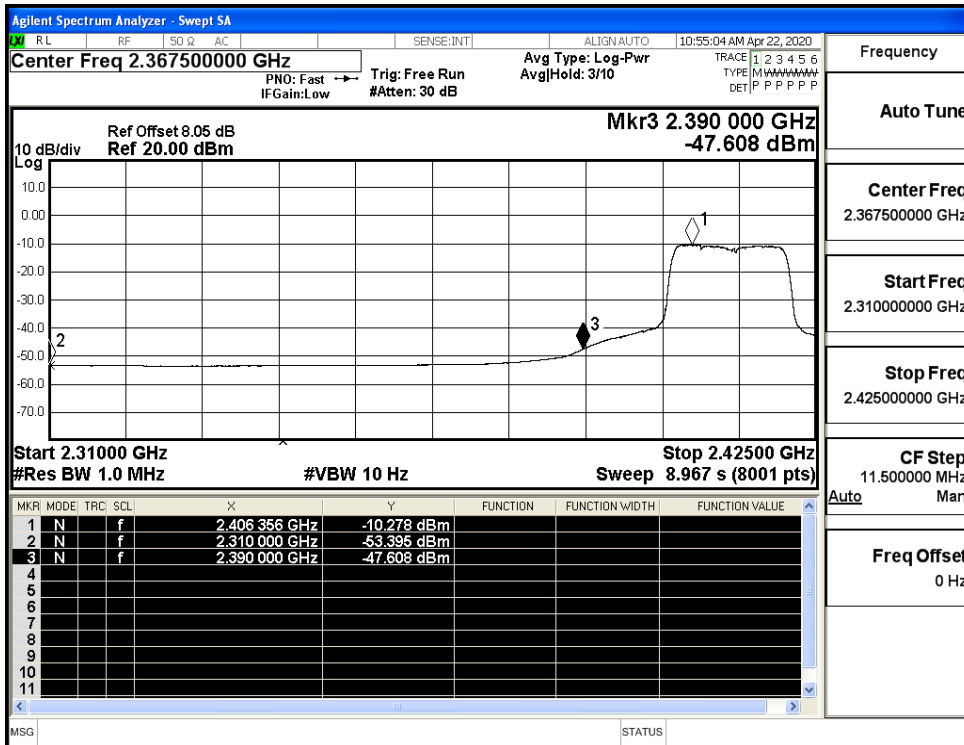 Agilent Spectrum Analyzer - Swept SA
LXI RL RF 50 Ω AC SENSE:INT ALIGN AUTO 10:55:04 AM Apr 22, 2020
Center Freq 2.367500000 GHz
PNO: Fast
IFGain:Low
Trig: Free Run
#Atten: 30 dB
Avg Type: Log-Pwr
Avg|Hold: 3/10
TRACE 1 2 3 4 5 6
TYPE M WWWWW
DET P P P P P P
Ref Offset 8.05 dB
10 dB/div Ref 20.00 dBm
Log
Mkr3 2.390 000 GHz
-47.608 dBm
10.0
0.00
-10.0
-20.0
-30.0
-40.0
-50.0
-60.0
-70.0
1
2
3
Start 2.31000 GHz Stop 2.42500 GHz
#Res BW 1.0 MHz #VBW 10 Hz Sweep 8.967 s (8001 pts)
MKR MODE TRC SCL X Y FUNCTION FUNCTION WIDTH FUNCTION VALUE
1 N f 2.406 356 GHz -10.278 dBm
2 N f 2.310 000 GHz -53.395 dBm
3 N f 2.390 000 GHz -47.608 dBm
4
5
6
7
8
9
10
11
MSG STATUS
Frequency
Auto Tune
Center Freq
2.367500000 GHz
Start Freq
2.310000000 GHz
Stop Freq
2.425000000 GHz
CF Step
11.500000 MHz
Auto Man
Freq Offset
0 Hz